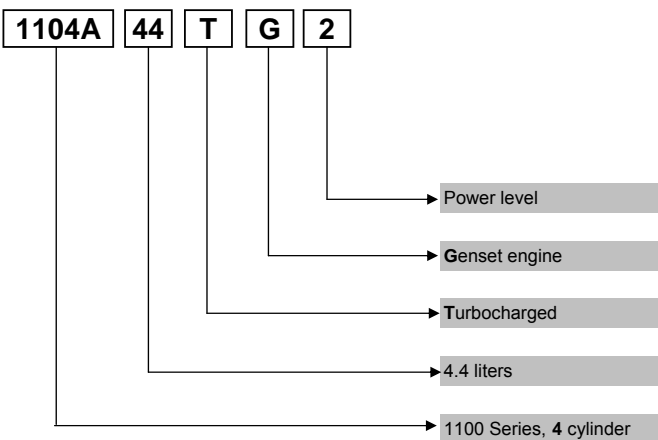 1104A 44 T G 2
Power level
Genset engine
Turbocharged
4.4 liters
1100 Series, 4 cylinder